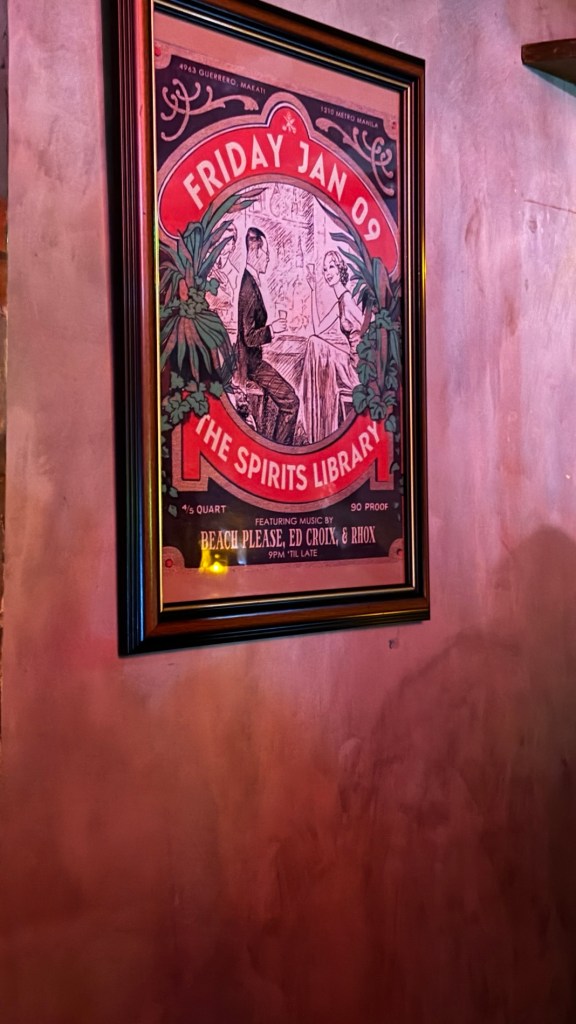 4963 GUERRERO, MAKATI
1210 METRO MANILA
FRIDAY JAN 09
THE SPIRITS LIBRARY
4/5 QUART
90 PROOF
FEATURING MUSIC BY
BEACH PLEASE, ED CROIX, & RHOX
9PM 'TIL LATE